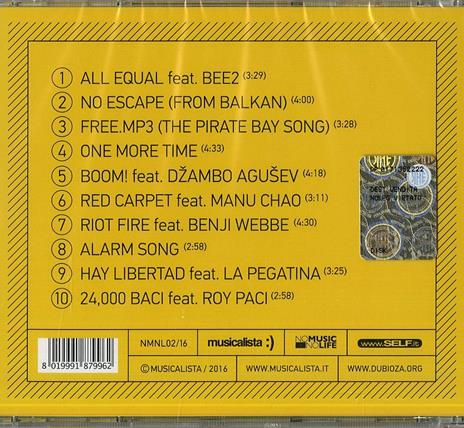 1 ALL EQUAL feat. BEE2 (3:29)
2 NO ESCAPE (FROM BALKAN) (4:00)
3 FREE.MP3 (THE PIRATE BAY SONG) (3:28)
4 ONE MORE TIME (4:33)
5 BOOM! feat. DŽAMBO AGUŠEV (4:18)
6 RED CARPET feat. MANU CHAO (3:11)
7 RIOT FIRE feat. BENJI WEBBE (4:30)
8 ALARM SONG (2:58)
9 HAY LIBERTAD feat. LA PEGATINA (3:25)
10 24,000 BACI feat. ROY PACI (2:58)
NMNL02/16
musicalista :)
NOMUSIC
NOLIFE
www.SELF.it
©MUSICALISTA / 2016
WWW.MUSICALISTA.IT
WWW.DUBIOZA.ORG
8 019991 879962